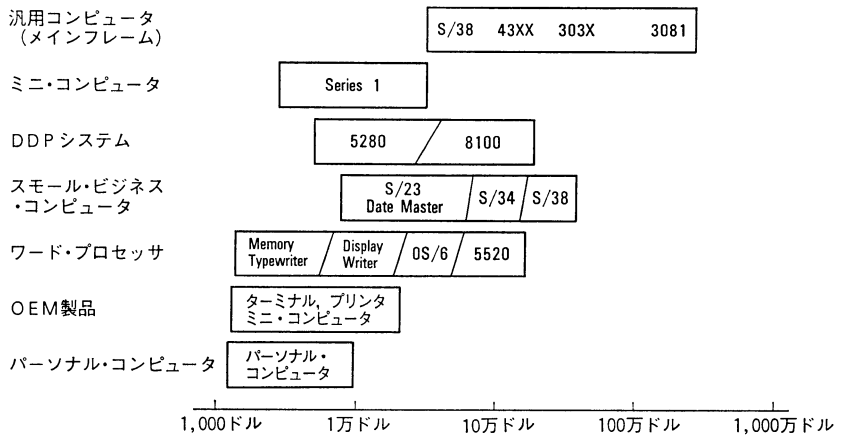 汎用コンピュータ
(メインフレーム)
S/38 43XX 303X 3081
ミニ・コンピュータ
Series 1
DDPシステム
5280 8100
スモール・ビジネス
・コンピュータ
S/23
Date Master
S/34
S/38
ワード・プロセッサ
Memory
Typewriter
Display
Writer
OS/6
5520
OEM製品
ターミナル,プリンタ
ミニ・コンピュータ
パーソナル・コンピュータ
パーソナル・
コンピュータ
1,000ドル 1万ドル 10万ドル 100万ドル 1,000万ドル